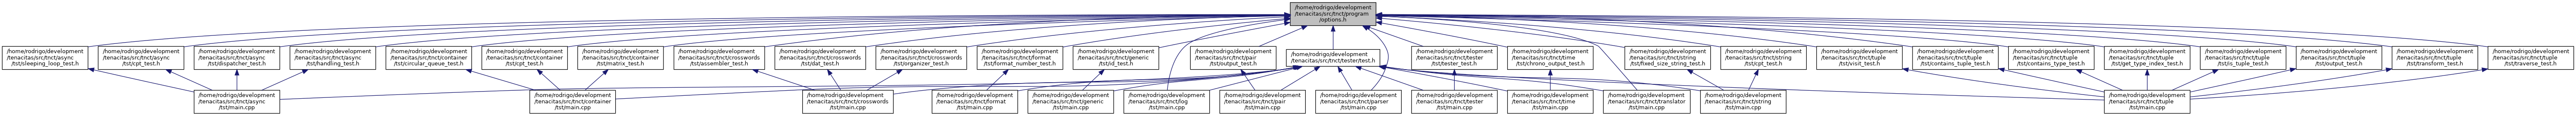 /home/rodrigo/development
/tenacitas/src/tnct/program
/options.h
/home/rodrigo/development
/tenacitas/src/tnct/async
/tst/sleeping_loop_test.h
/home/rodrigo/development
/tenacitas/src/tnct/async
/tst/cpt_test.h
/home/rodrigo/development
/tenacitas/src/tnct/async
/tst/dispatcher_test.h
/home/rodrigo/development
/tenacitas/src/tnct/async
/tst/handling_test.h
/home/rodrigo/development
/tenacitas/src/tnct/container
/tst/circular_queue_test.h
/home/rodrigo/development
/tenacitas/src/tnct/container
/tst/cpt_test.h
/home/rodrigo/development
/tenacitas/src/tnct/container
/tst/matrix_test.h
/home/rodrigo/development
/tenacitas/src/tnct/crosswords
/tst/assembler_test.h
/home/rodrigo/development
/tenacitas/src/tnct/crosswords
/tst/dat_test.h
/home/rodrigo/development
/tenacitas/src/tnct/crosswords
/tst/organizer_test.h
/home/rodrigo/development
/tenacitas/src/tnct/format
/tst/format_number_test.h
/home/rodrigo/development
/tenacitas/src/tnct/generic
/tst/id_test.h
/home/rodrigo/development
/tenacitas/src/tnct/pair
/tst/output_test.h
/home/rodrigo/development
/tenacitas/src/tnct/tester/test.h
/home/rodrigo/development
/tenacitas/src/tnct/tester
/tst/tester_test.h
/home/rodrigo/development
/tenacitas/src/tnct/time
/tst/chrono_output_test.h
/home/rodrigo/development
/tenacitas/src/tnct/string
/tst/fixed_size_string_test.h
/home/rodrigo/development
/tenacitas/src/tnct/string
/tst/cpt_test.h
/home/rodrigo/development
/tenacitas/src/tnct/tuple
/tst/visit_test.h
/home/rodrigo/development
/tenacitas/src/tnct/tuple
/tst/contains_tuple_test.h
/home/rodrigo/development
/tenacitas/src/tnct/tuple
/tst/contains_type_test.h
/home/rodrigo/development
/tenacitas/src/tnct/tuple
/tst/get_type_index_test.h
/home/rodrigo/development
/tenacitas/src/tnct/tuple
/tst/is_tuple_test.h
/home/rodrigo/development
/tenacitas/src/tnct/tuple
/tst/output_test.h
/home/rodrigo/development
/tenacitas/src/tnct/tuple
/tst/transform_test.h
/home/rodrigo/development
/tenacitas/src/tnct/tuple
/tst/traverse_test.h
/home/rodrigo/development
/tenacitas/src/tnct/async
/tst/main.cpp
/home/rodrigo/development
/tenacitas/src/tnct/container
/tst/main.cpp
/home/rodrigo/development
/tenacitas/src/tnct/crosswords
/tst/main.cpp
/home/rodrigo/development
/tenacitas/src/tnct/format
/tst/main.cpp
/home/rodrigo/development
/tenacitas/src/tnct/generic
/tst/main.cpp
/home/rodrigo/development
/tenacitas/src/tnct/log
/tst/main.cpp
/home/rodrigo/development
/tenacitas/src/tnct/pair
/tst/main.cpp
/home/rodrigo/development
/tenacitas/src/tnct/parser
/tst/main.cpp
/home/rodrigo/development
/tenacitas/src/tnct/tester
/tst/main.cpp
/home/rodrigo/development
/tenacitas/src/tnct/time
/tst/main.cpp
/home/rodrigo/development
/tenacitas/src/tnct/translator
/tst/main.cpp
/home/rodrigo/development
/tenacitas/src/tnct/string
/tst/main.cpp
/home/rodrigo/development
/tenacitas/src/tnct/tuple
/tst/main.cpp